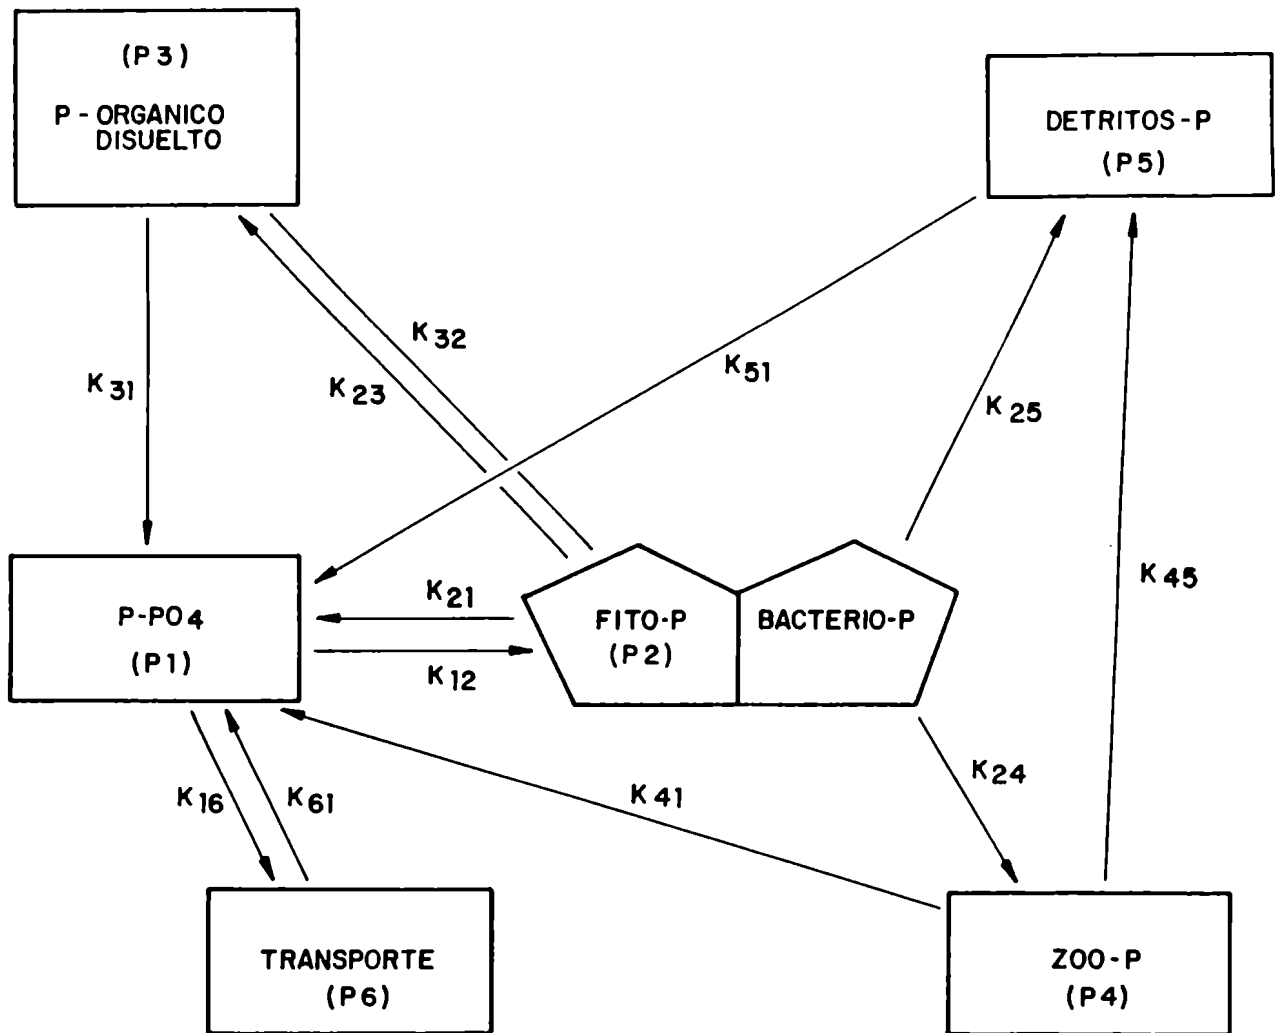 (P3)
P-ORGANICO
DISUELTO
DETRITOS-P
(P5)
K32
K23
K31
K51
K25
K45
P-PO4
(P1)
K21
K12
FITO-P
(P2)
BACTERIO-P
K24
K16
K61
K41
TRANSPORTE
(P6)
ZOO-P
(P4)